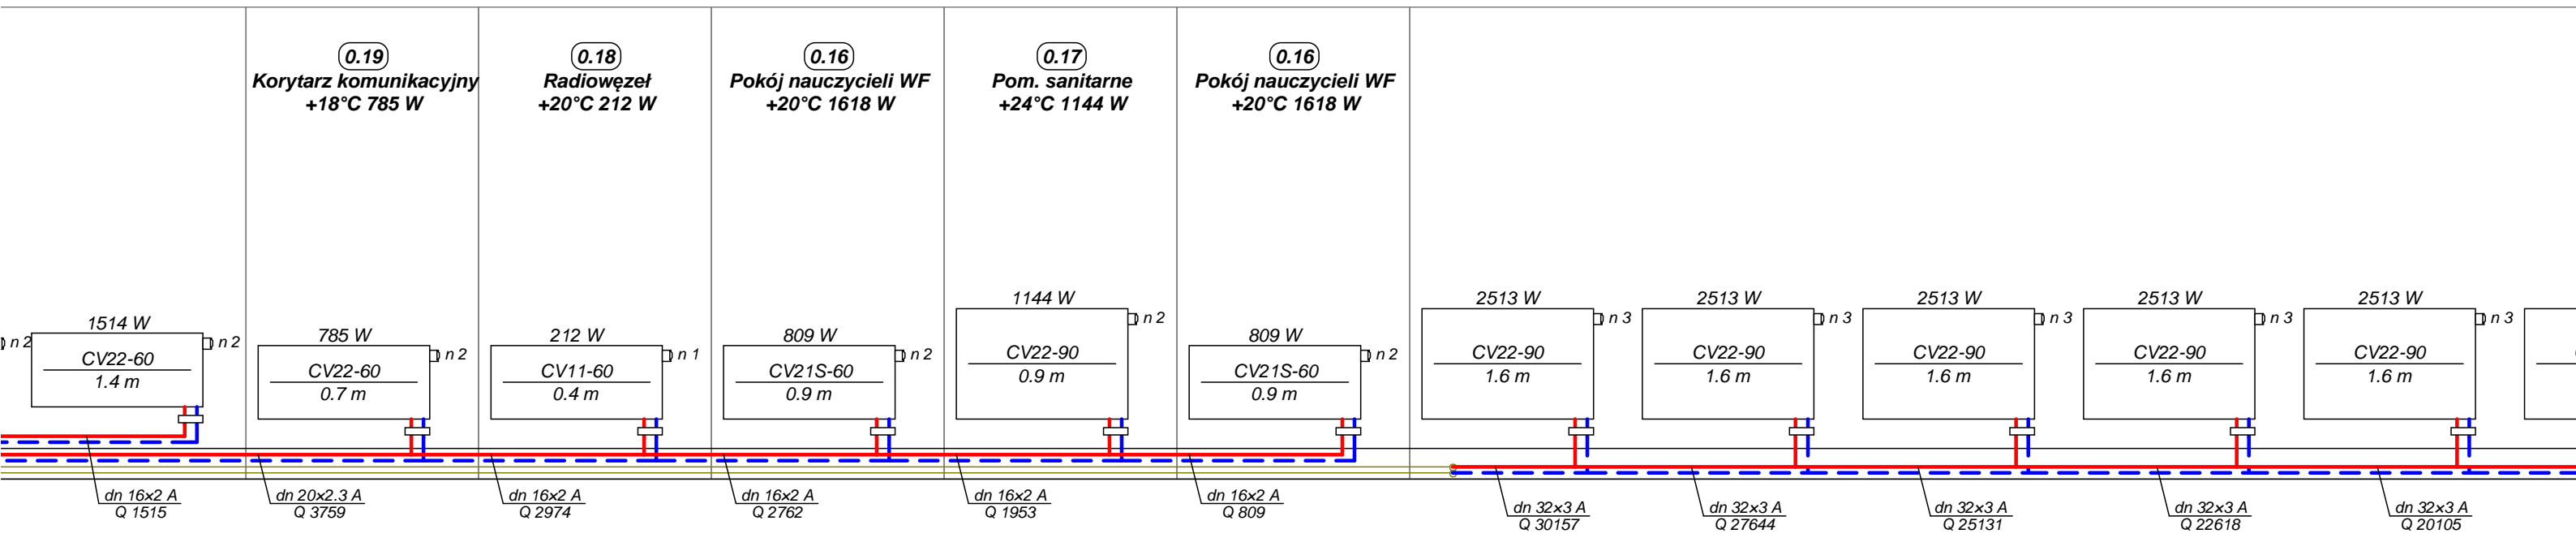 0.19
Korytarz komunikacyjny
+18°C 785 W
0.18
Radiowęzeł
+20°C 212 W
0.16
Pokój nauczycieli WF
+20°C 1618 W
0.17
Pom. sanitarne
+24°C 1144 W
0.16
Pokój nauczycieli WF
+20°C 1618 W
n 2
1514 W
CV22-60
1.4 m
n 2
785 W
CV22-60
0.7 m
n 2
212 W
CV11-60
0.4 m
n 1
809 W
CV21S-60
0.9 m
n 2
1144 W
CV22-90
0.9 m
n 2
809 W
CV21S-60
0.9 m
n 2
2513 W
CV22-90
1.6 m
n 3
2513 W
CV22-90
1.6 m
n 3
2513 W
CV22-90
1.6 m
n 3
2513 W
CV22-90
1.6 m
n 3
2513 W
CV22-90
1.6 m
n 3
dn 16×2 A
Q 1515
dn 20×2.3 A
Q 3759
dn 16×2 A
Q 2974
dn 16×2 A
Q 2762
dn 16×2 A
Q 1953
dn 16×2 A
Q 809
dn 32×3 A
Q 30157
dn 32×3 A
Q 27644
dn 32×3 A
Q 25131
dn 32×3 A
Q 22618
dn 32×3 A
Q 20105